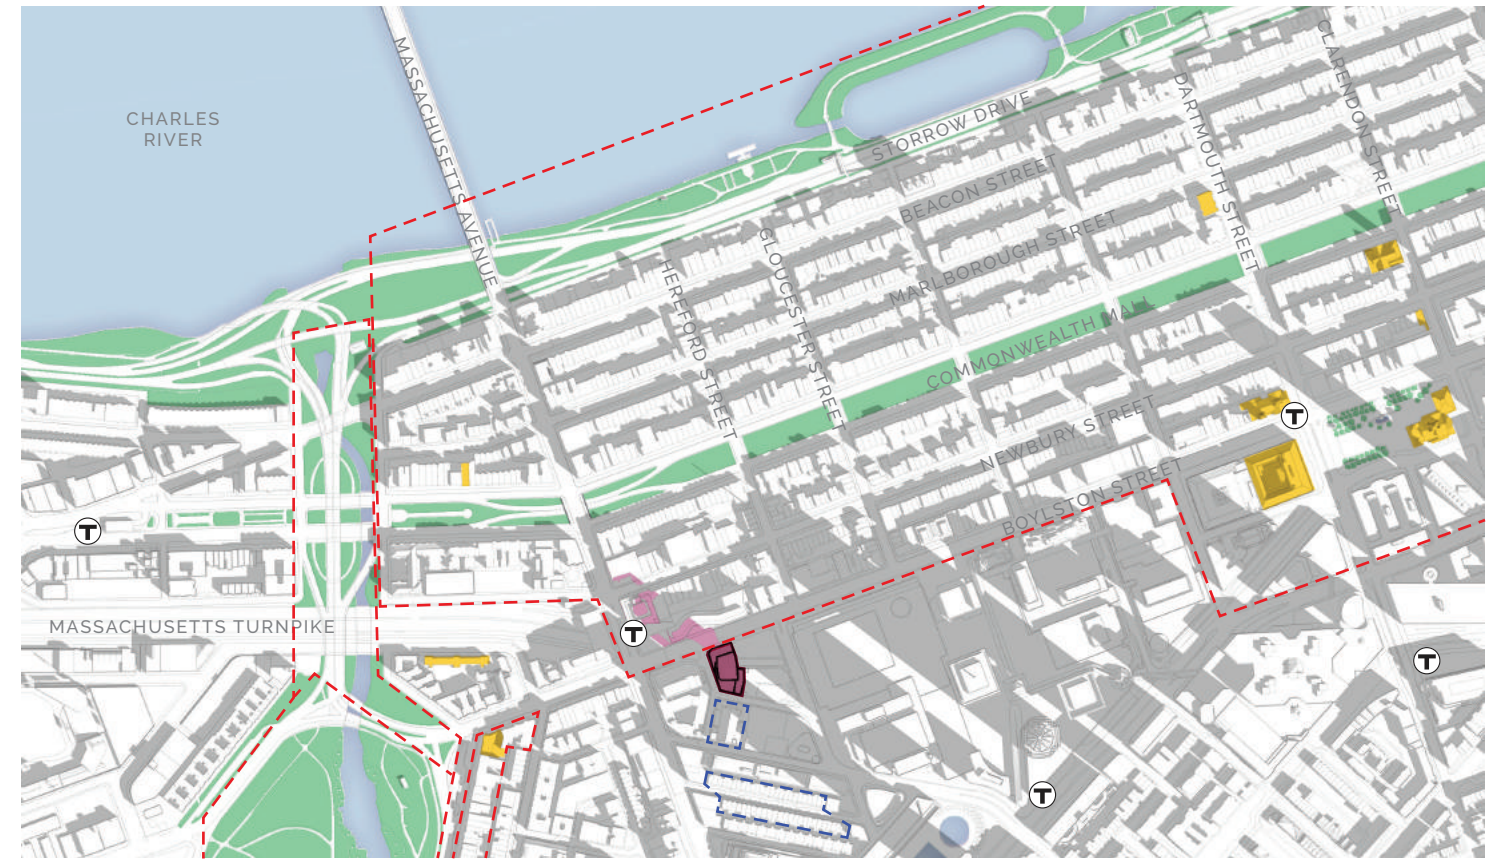 CHARLES
RIVER
MASSACHUSETTS AVENUE
STORROW DRIVE
BEACON STREET
MARLBOROUGH STREET
DARTMOUTH STREET
CLARENDON STREET
HEREFORD STREET
GLOUCESTER STREET
COMMONWEALTH MALL
NEWBURY STREET
BOYLSTON STREET
MASSACHUSETTS TURNPIKE
T
T
T
T
T